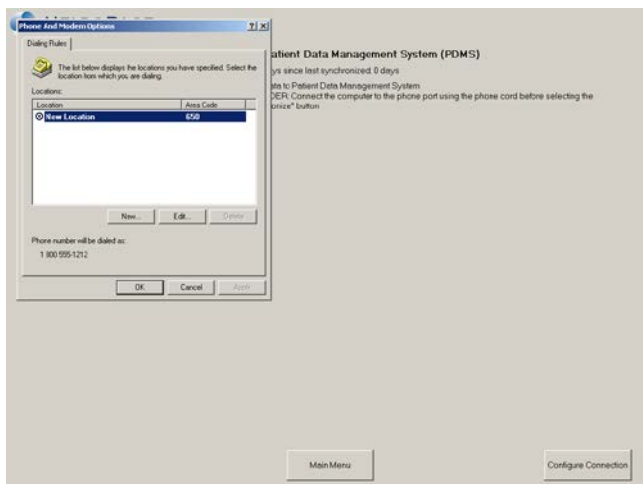 Phone And Modem Options
Dialing Rules
The list below displays the locations you have specified. Select the
location from which you are dialing.
Locations:
Location Area Code
New Location 650
New... Edit... Delete
Phone number will be dialed as:
1 800 555-1212
OK Cancel Apply
atient Data Management System (PDMS)
ys since last synchronized: 0 days
ata to Patient Data Management System
DER: Connect the computer to the phone port using the phone cord before selecting the
onize" button
Main Menu
Configure Connection